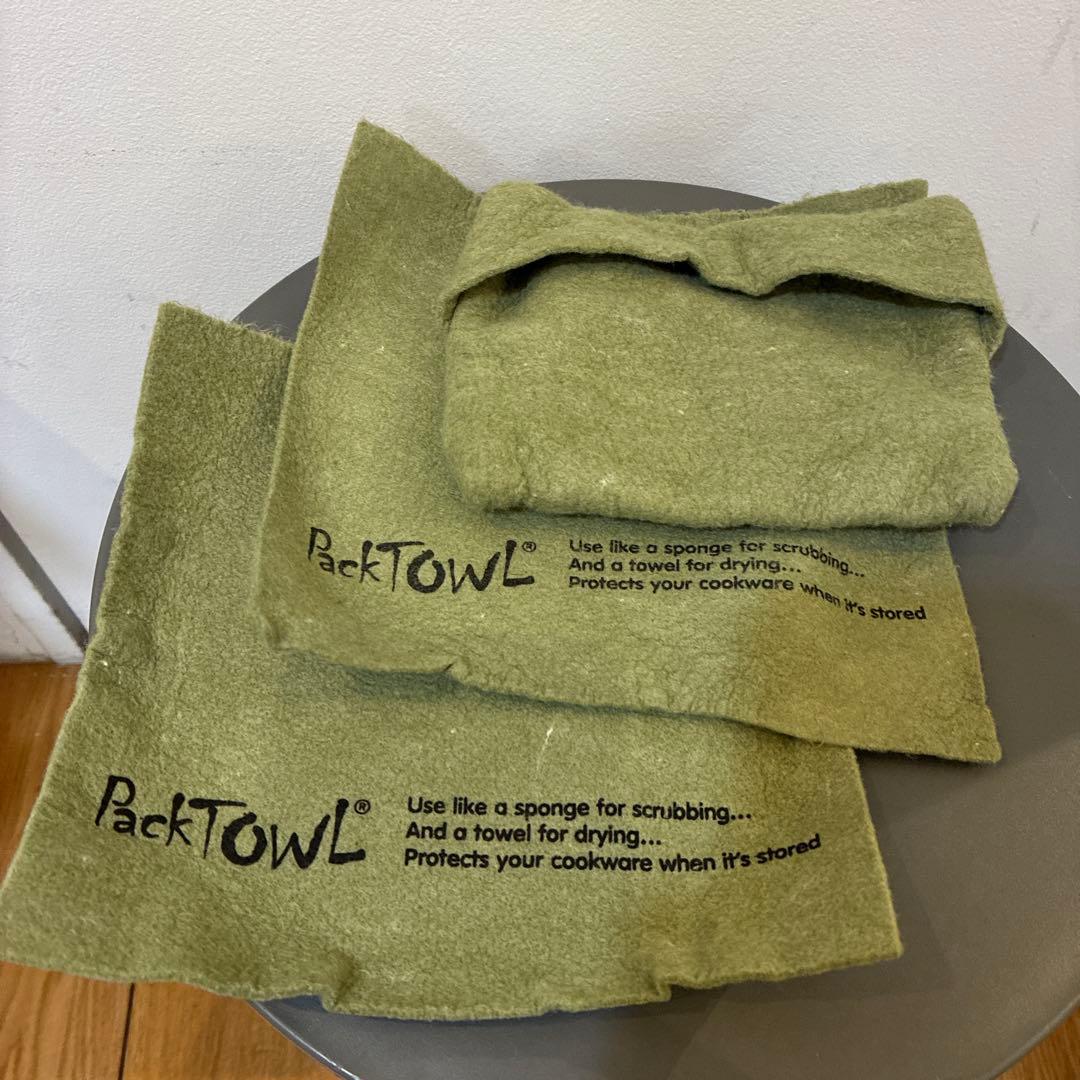 PackTOWL®
Use like a sponge for scrubbing...
And a towel for drying...
Protects your cookware when it's stored
PackTOWL®
Use like a sponge for scrubbing...
And a towel for drying...
Protects your cookware when it's stored